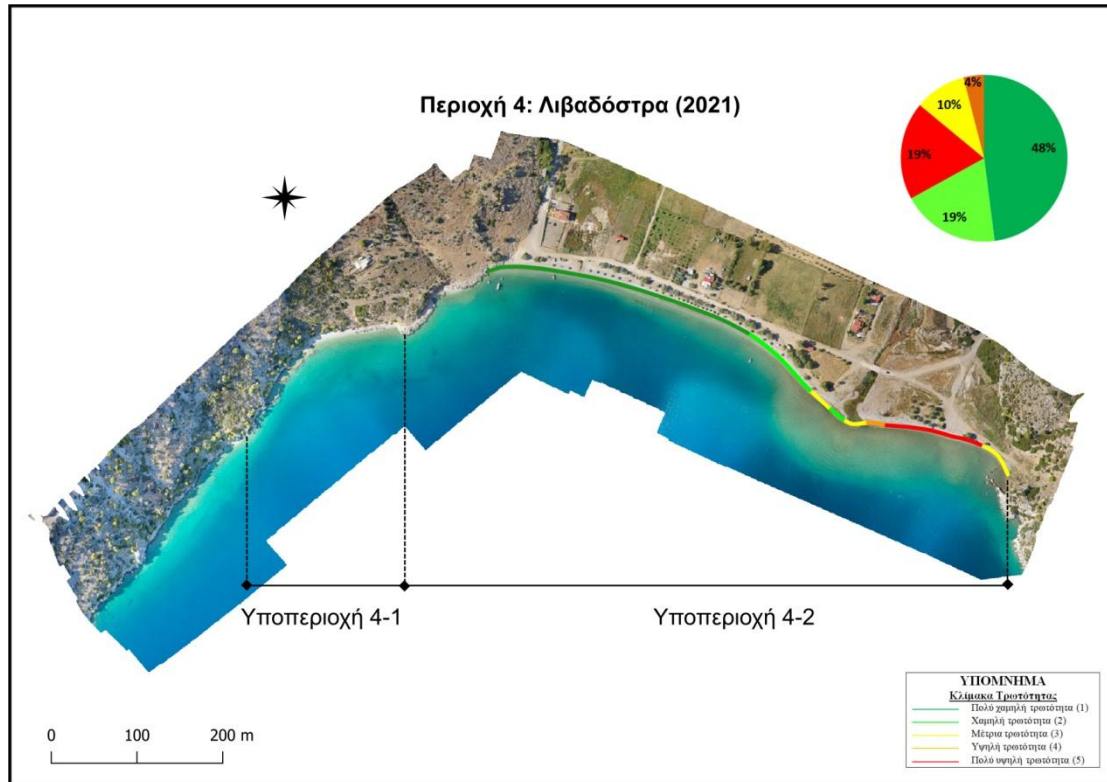 Περιοχή 4: Λιβαδόστρα (2021)
4%
10%
48%
19%
19%
Υποπεριοχή 4-1
Υποπεριοχή 4-2
ΥΠΟΜΝΗΜΑ
Κλίμακα Τρωτότητας
Πολύ χαμηλή τρωτότητα (1)
Χαμηλή τρωτότητα (2)
Μέτρια τρωτότητα (3)
Υψηλή τρωτότητα (4)
Πολύ υψηλή τρωτότητα (5)
0 100 200 m